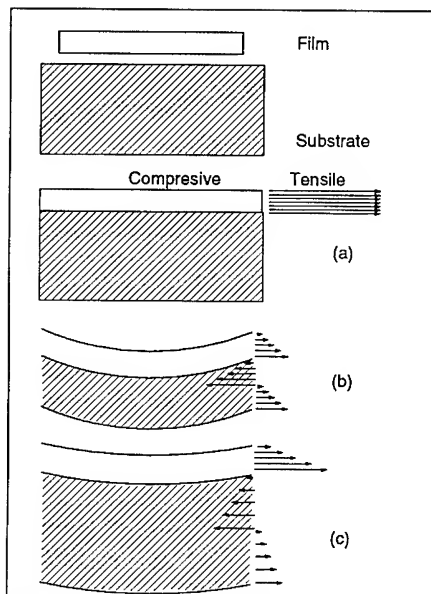 Film
Substrate
Compresive Tensile
(a)
(b)
(c)